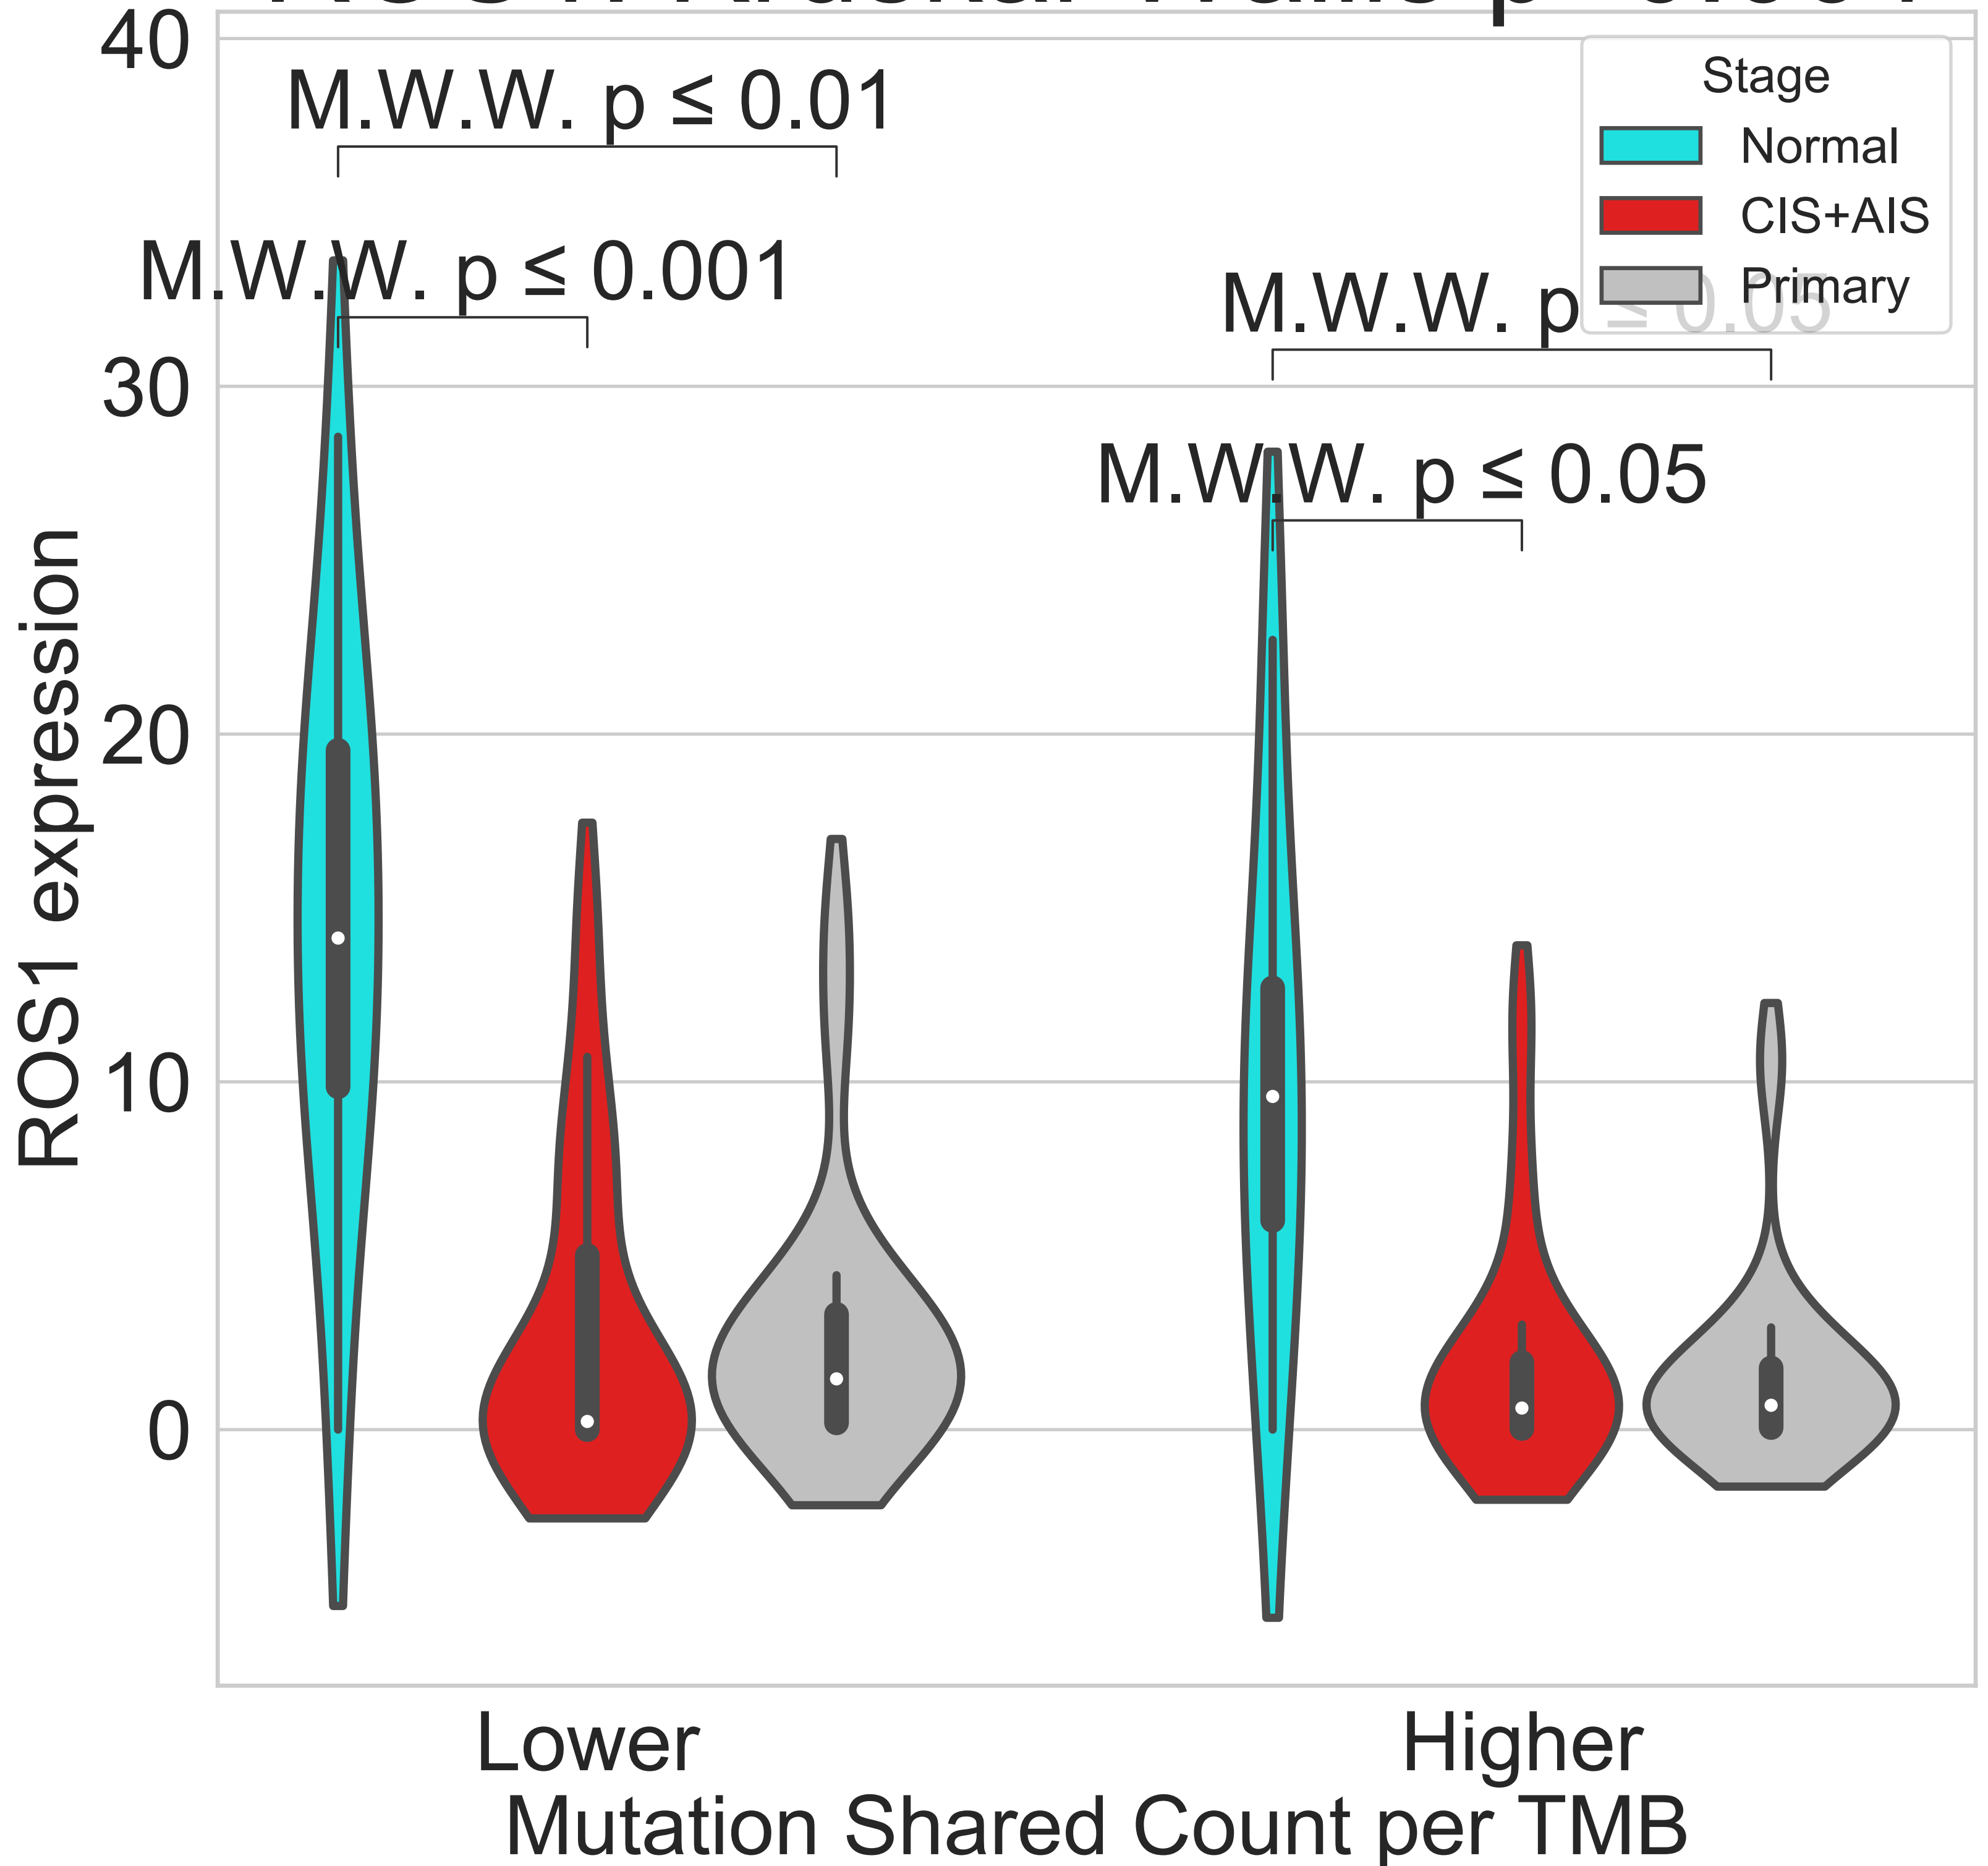 40
M.W.W. p ≤ 0.01
Stage
Normal
CIS+AIS
Primary
M.W.W. p ≤ 0.001
M.W.W. p ≤ 0.05
30
M.W.W. p ≤ 0.05
20
10
0
ROS1 expression
Lower
Higher
Mutation Shared Count per TMB